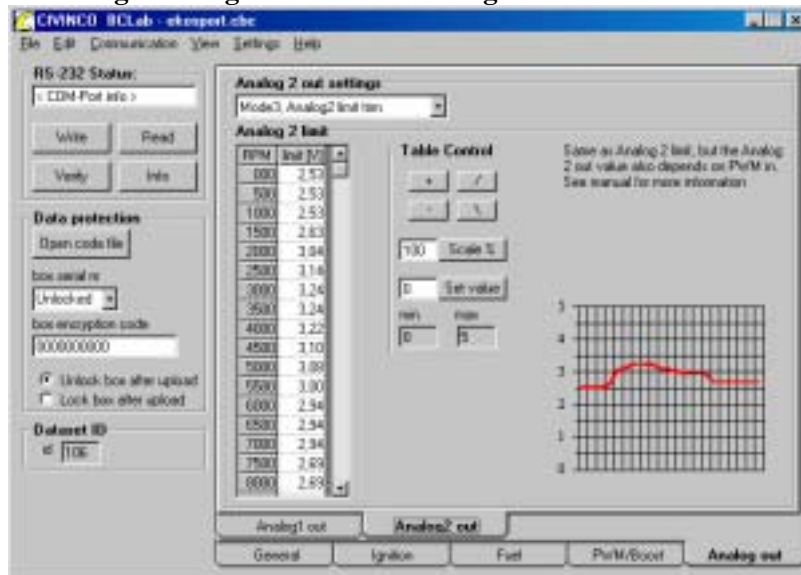 CIVINCO BCLab - ekenport.cbc
File Edit Communication View Settings Help
RS-232 Status:
< COM-Port info >
Write Read
Verify Info
Data protection
Open code file
box serial nr
Unlocked
box encryption code
0000000000
Unlock box after upload
Lock box after upload
Dataset ID
id 106
Analog 2 out settings
Mode3, Analog2 limit trim
Analog 2 limit
RPM limit [V]
000 2.53
500 2.53
1000 2.53
1500 2.83
2000 3.04
2500 3.14
3000 3.24
3500 3.24
4000 3.22
4500 3.10
5000 3.08
5500 3.00
6000 2.94
6500 2.94
7000 2.94
7500 2.69
8000 2.69
Table Control
+ /
- \
100 Scale %
0 Set value
min max
0 5
Same as Analog 2 limit, but the Analog
2 out value also depends on PWM in.
See manual for more information
5
4
3
2
1
0
Analog1 out Analog2 out
General Ignition Fuel PWM/Boost Analog out